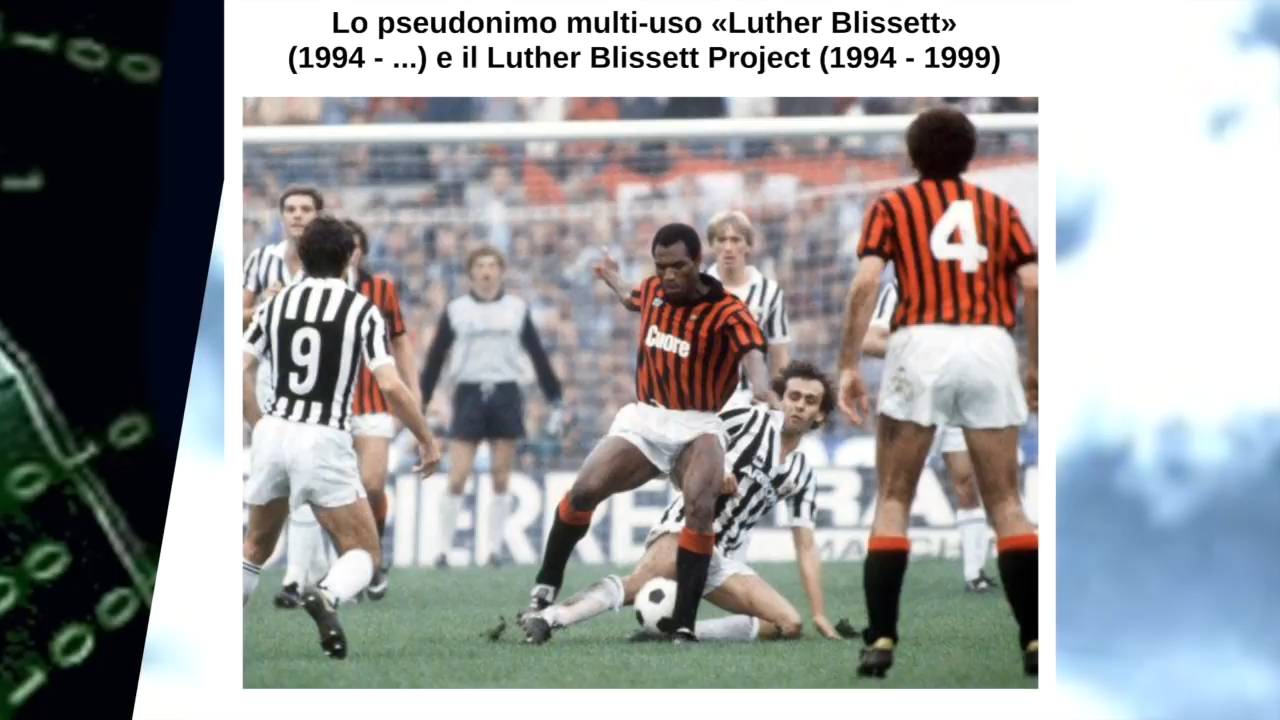 Lo pseudonimo multi-uso «Luther Blissett»
(1994 - ...) e il Luther Blissett Project (1994 - 1999)
4
9
Cuore